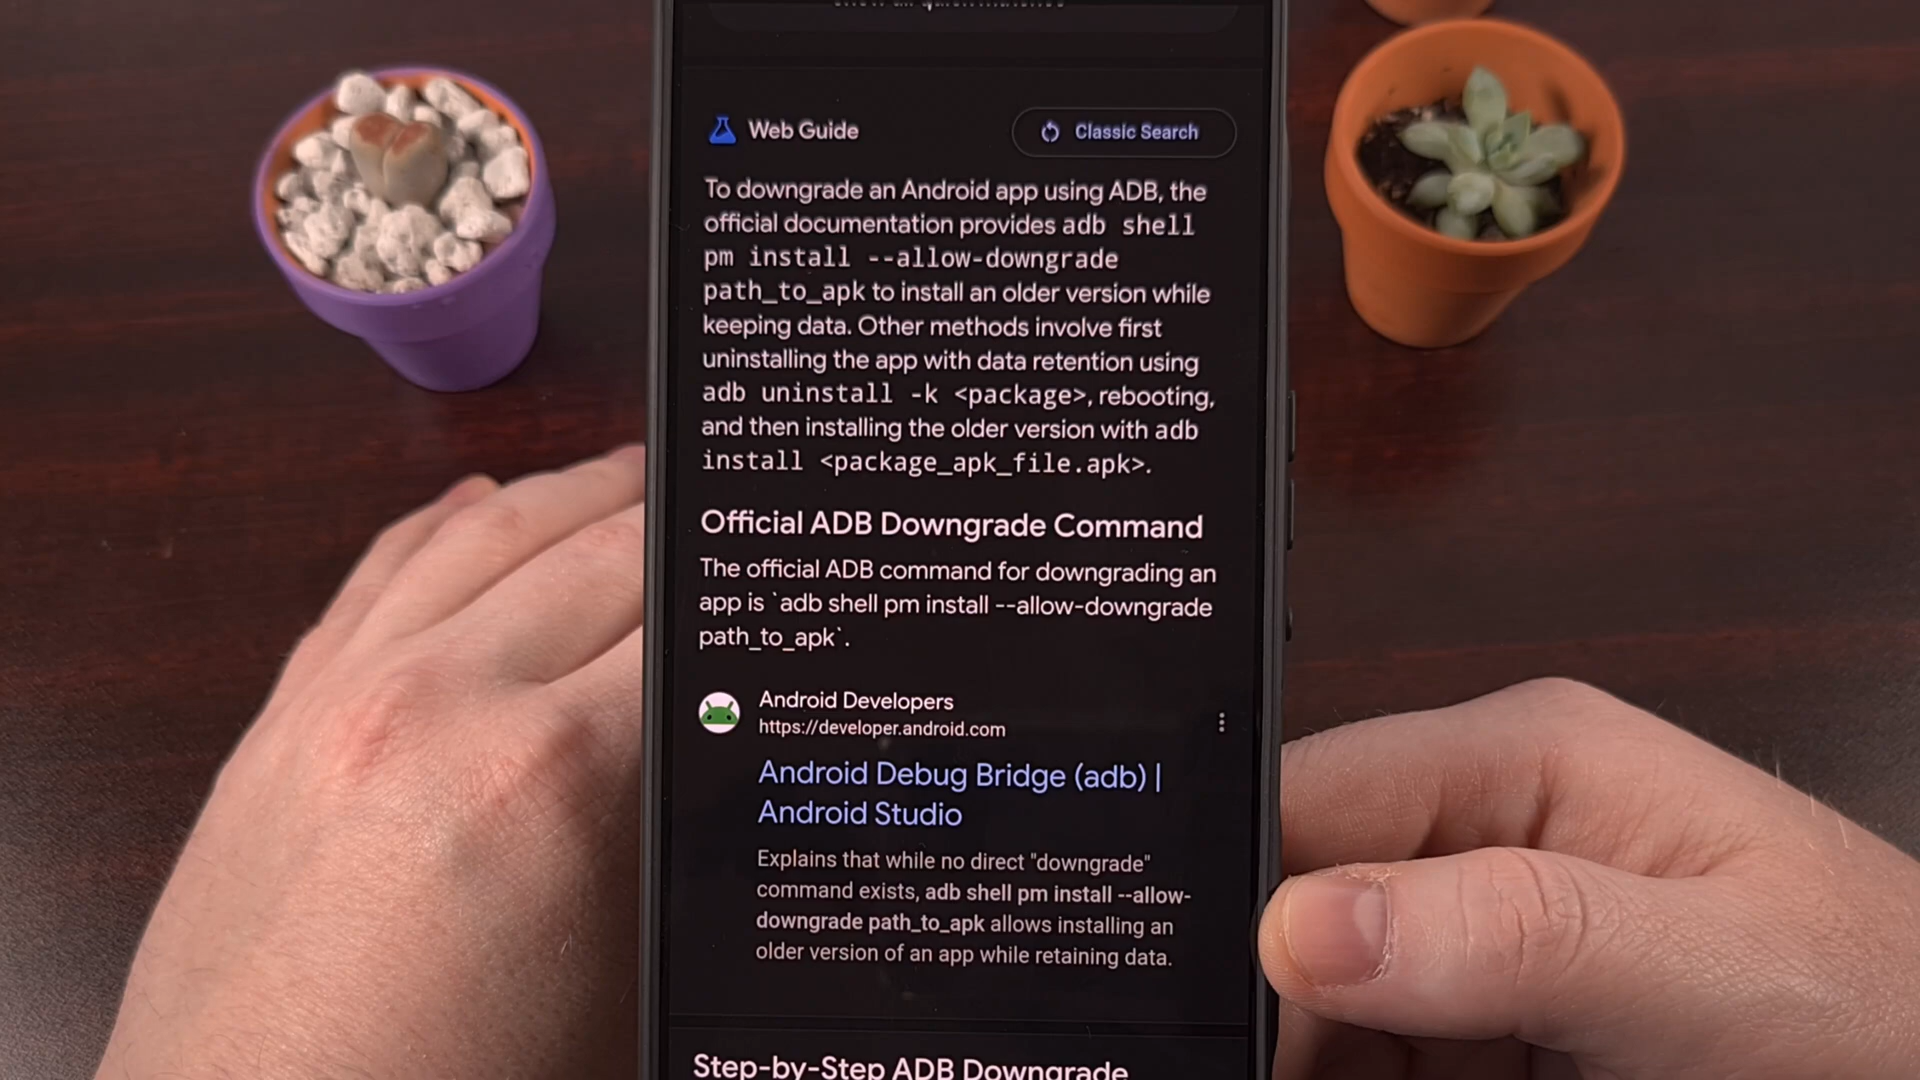 Web Guide
Classic Search
To downgrade an Android app using ADB, the
official documentation provides adb shell
pm install --allow-downgrade
path_to_apk to install an older version while
keeping data. Other methods involve first
uninstalling the app with data retention using
adb uninstall -k <package>, rebooting,
and then installing the older version with adb
install <package_apk_file.apk>.
Official ADB Downgrade Command
The official ADB command for downgrading an
app is `adb shell pm install --allow-downgrade
path_to_apk`.
Android Developers
https://developer.android.com
Android Debug Bridge (adb) |
Android Studio
Explains that while no direct "downgrade"
command exists, adb shell pm install --allow-
downgrade path_to_apk allows installing an
older version of an app while retaining data.
Step-by-Step ADB Downgrade